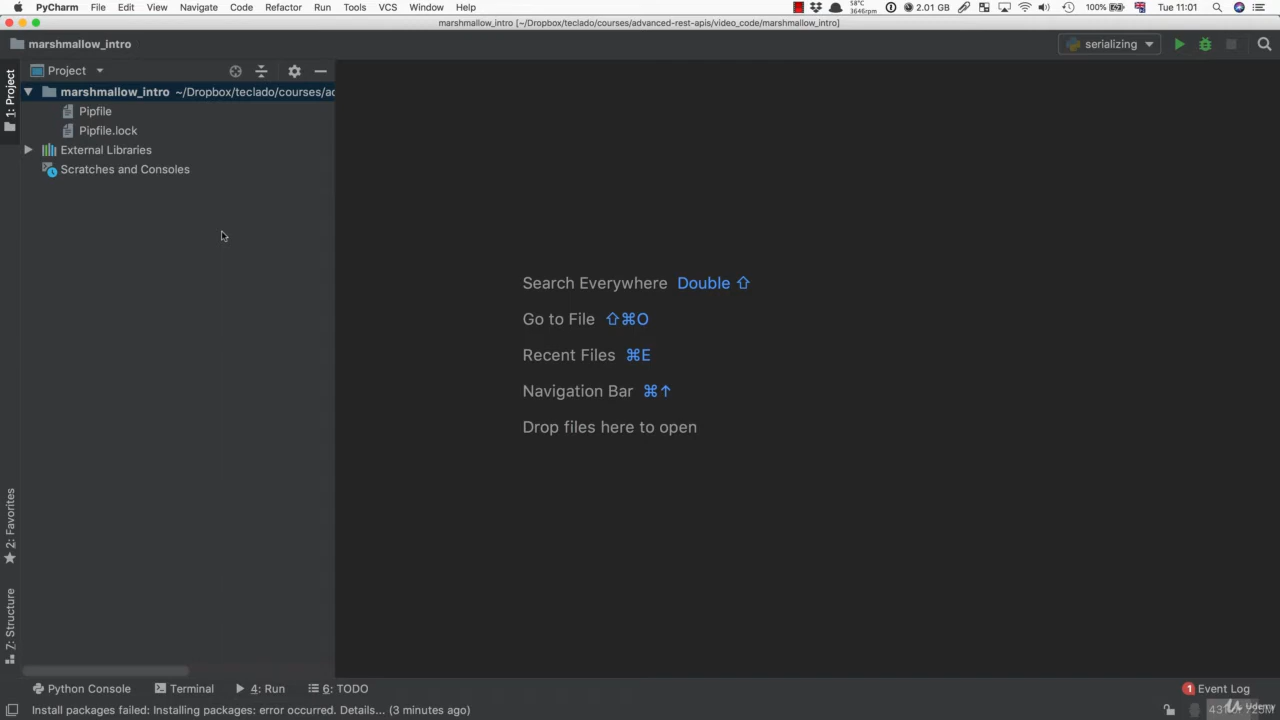 PyCharm File Edit View Navigate Code Refactor Run Tools VCS Window Help 58°C 3646rpm 2.01 GB 100% Tue 11:01
marshmallow_intro [~/Dropbox/teclado/courses/advanced-rest-apis/video_code/marshmallow_intro]
marshmallow_intro serializing
1: Project
Project
marshmallow_intro ~/Dropbox/teclado/courses/ad
Pipfile
Pipfile.lock
External Libraries
Scratches and Consoles
Search Everywhere Double ⇧
Go to File ⇧⌘O
Recent Files ⌘E
Navigation Bar ⌘↑
Drop files here to open
2: Favorites
7: Structure
Python Console Terminal 4: Run 6: TODO 1 Event Log
Install packages failed: Installing packages: error occurred. Details... (3 minutes ago) Udemy